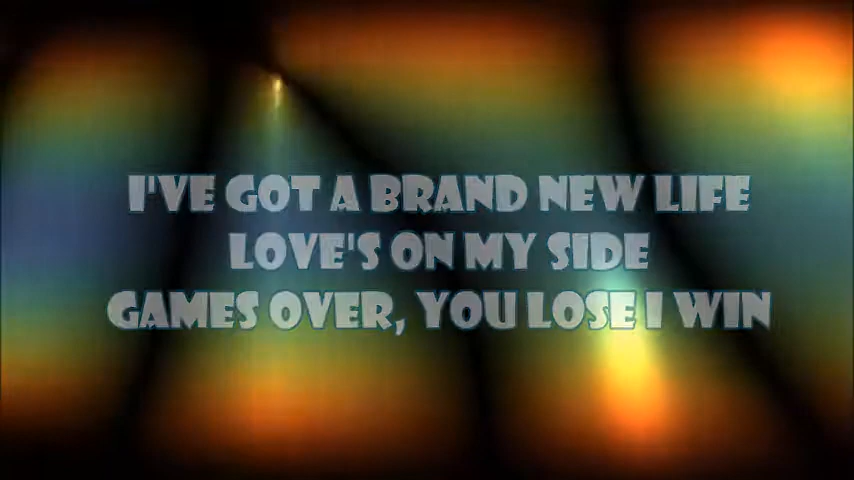 I'VE GOT A BRAND NEW LIFE
LOVE'S ON MY SIDE
GAMES OVER, YOU LOSE I WIN